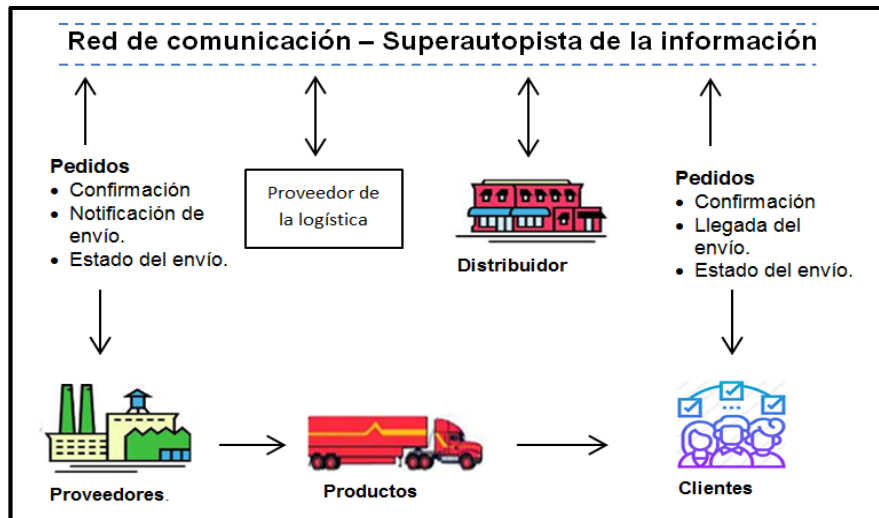 Red de comunicación – Superautopista de la información
Pedidos
• Confirmación
• Notificación de
envío.
• Estado del envío.
Proveedor de
la logística
Distribuidor
Pedidos
• Confirmación
• Llegada del
envío.
• Estado del envío.
Proveedores.
Productos
Clientes